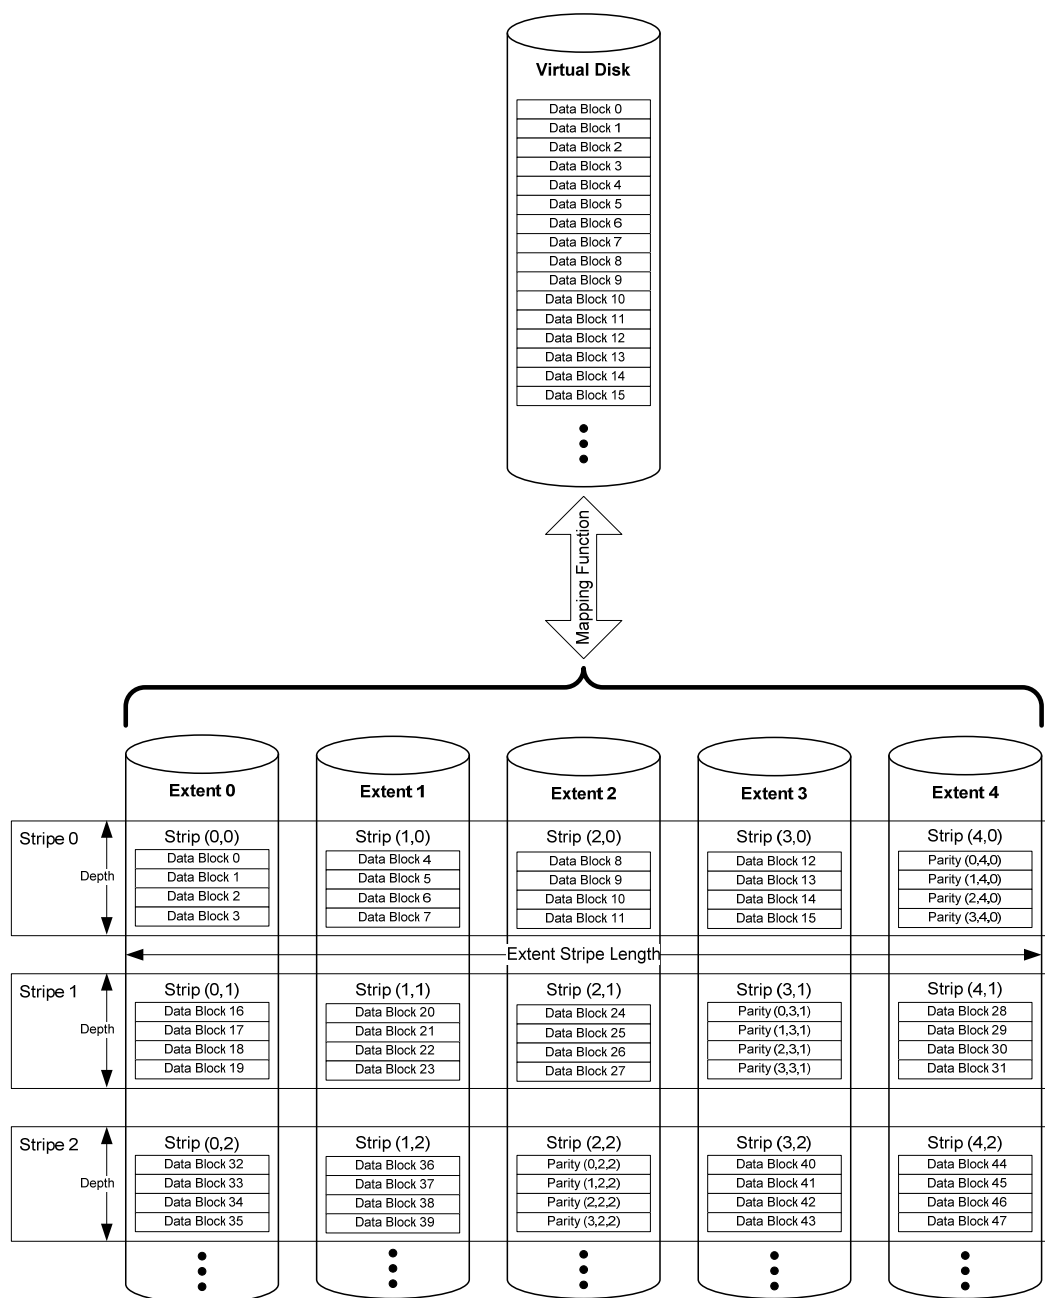 Virtual Disk
Data Block 0
Data Block 1
Data Block 2
Data Block 3
Data Block 4
Data Block 5
Data Block 6
Data Block 7
Data Block 8
Data Block 9
Data Block 10
Data Block 11
Data Block 12
Data Block 13
Data Block 14
Data Block 15
Mapping Function
Extent 0
Extent 1
Extent 2
Extent 3
Extent 4
Stripe 0
Depth
Strip (0,0)
Data Block 0
Data Block 1
Data Block 2
Data Block 3
Strip (1,0)
Data Block 4
Data Block 5
Data Block 6
Data Block 7
Strip (2,0)
Data Block 8
Data Block 9
Data Block 10
Data Block 11
Strip (3,0)
Data Block 12
Data Block 13
Data Block 14
Data Block 15
Strip (4,0)
Parity (0,4,0)
Parity (1,4,0)
Parity (2,4,0)
Parity (3,4,0)
Extent Stripe Length
Stripe 1
Depth
Strip (0,1)
Data Block 16
Data Block 17
Data Block 18
Data Block 19
Strip (1,1)
Data Block 20
Data Block 21
Data Block 22
Data Block 23
Strip (2,1)
Data Block 24
Data Block 25
Data Block 26
Data Block 27
Strip (3,1)
Parity (0,3,1)
Parity (1,3,1)
Parity (2,3,1)
Parity (3,3,1)
Strip (4,1)
Data Block 28
Data Block 29
Data Block 30
Data Block 31
Stripe 2
Depth
Strip (0,2)
Data Block 32
Data Block 33
Data Block 34
Data Block 35
Strip (1,2)
Data Block 36
Data Block 37
Data Block 38
Data Block 39
Strip (2,2)
Parity (0,2,2)
Parity (1,2,2)
Parity (2,2,2)
Parity (3,2,2)
Strip (3,2)
Data Block 40
Data Block 41
Data Block 42
Data Block 43
Strip (4,2)
Data Block 44
Data Block 45
Data Block 46
Data Block 47